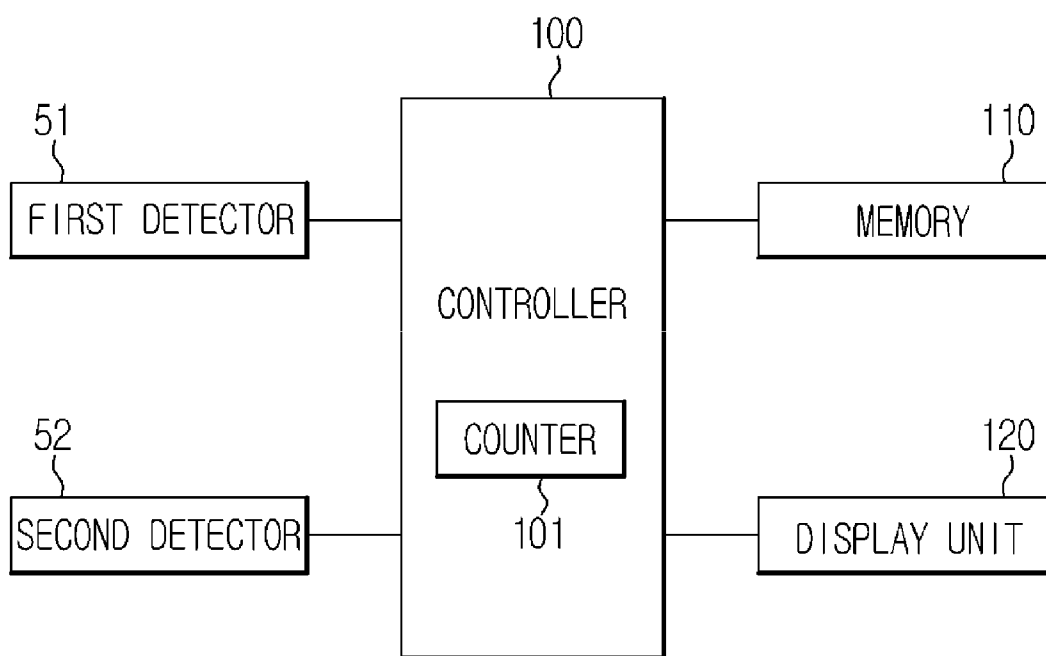 100
51
110
FIRST DETECTOR
MEMORY
CONTROLLER
52
COUNTER
120
SECOND DETECTOR
101
DISPLAY UNIT